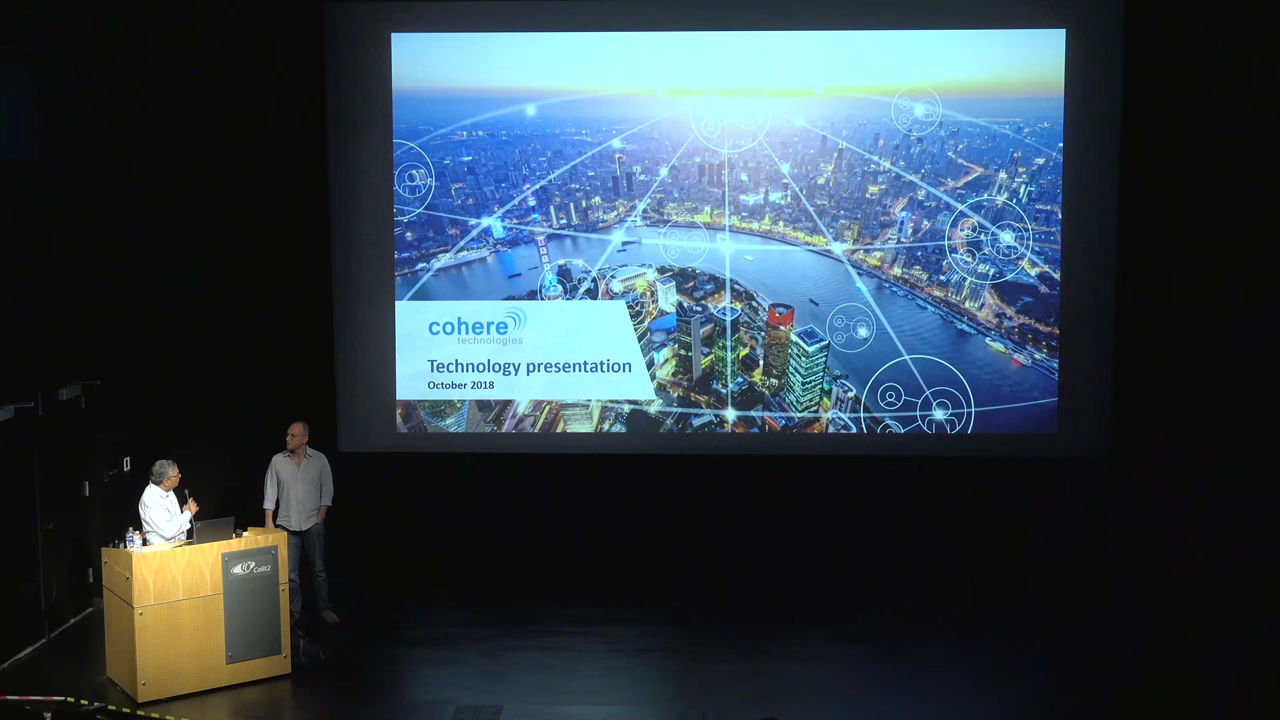 cohere
technologies
Technology presentation
October 2018
Calit2